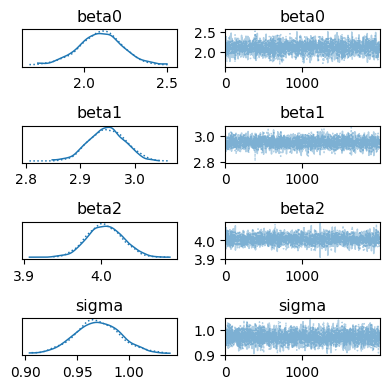 beta0 beta0
2.5
2.0
2.0 2.5 0 1000
beta1 beta1
3.0
2.8
2.8 2.9 3.0 0 1000
beta2 beta2
4.0
3.9
3.9 4.0 0 1000
sigma sigma
1.0
0.9
0.90 0.95 1.00 0 1000